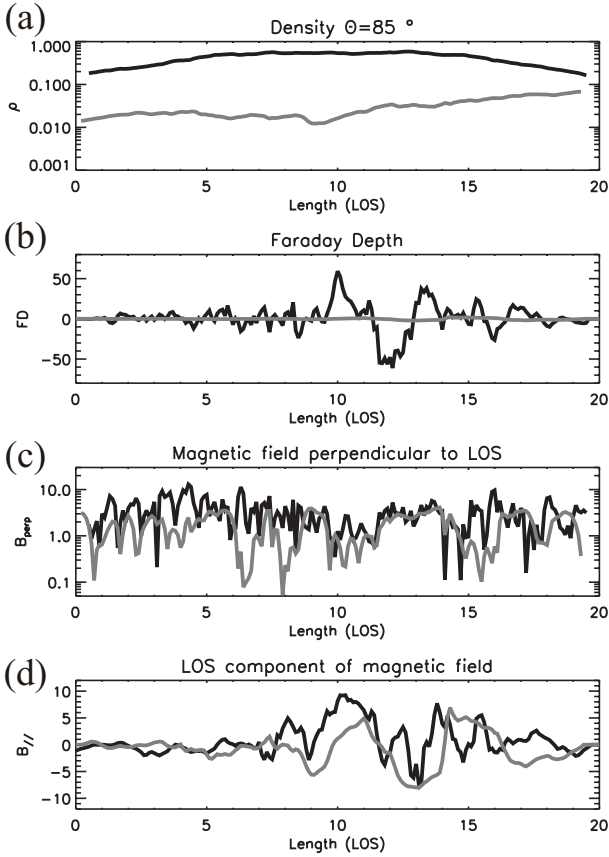 (a)
Density Θ=85 °
1.000
0.100
0.010
0.001
ρ
0 5 10 15 20
Length (LOS)
(b)
Faraday Depth
50
0
−50
FD
0 5 10 15 20
Length (LOS)
(c)
Magnetic field perpendicular to LOS
10.0
1.0
0.1
Bperp
0 5 10 15 20
Length (LOS)
(d)
LOS component of magnetic field
10
5
0
−5
−10
B//
0 5 10 15 20
Length (LOS)